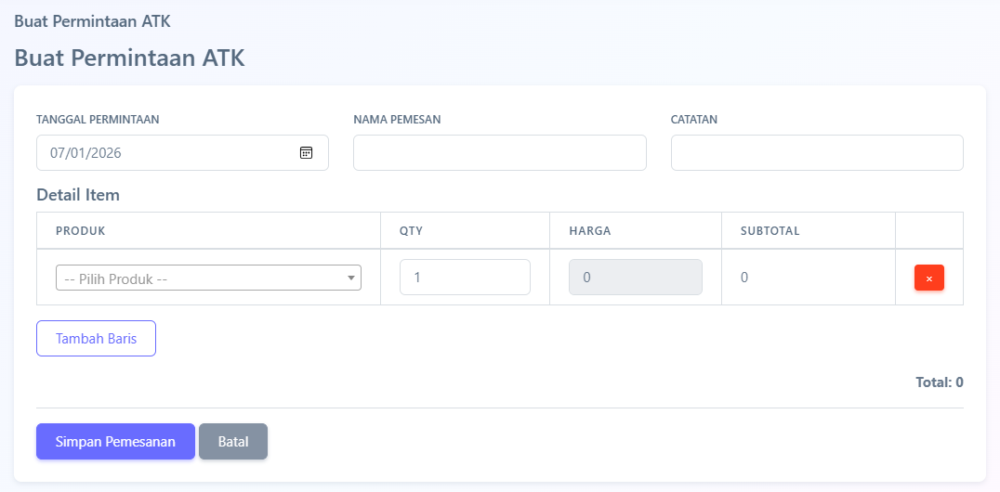 Buat Permintaan ATK
Buat Permintaan ATK
TANGGAL PERMINTAAN NAMA PEMESAN CATATAN
07/01/2026
Detail Item
PRODUK QTY HARGA SUBTOTAL
-- Pilih Produk -- 1 0 0 ×
Tambah Baris
Total: 0
Simpan Pemesanan Batal